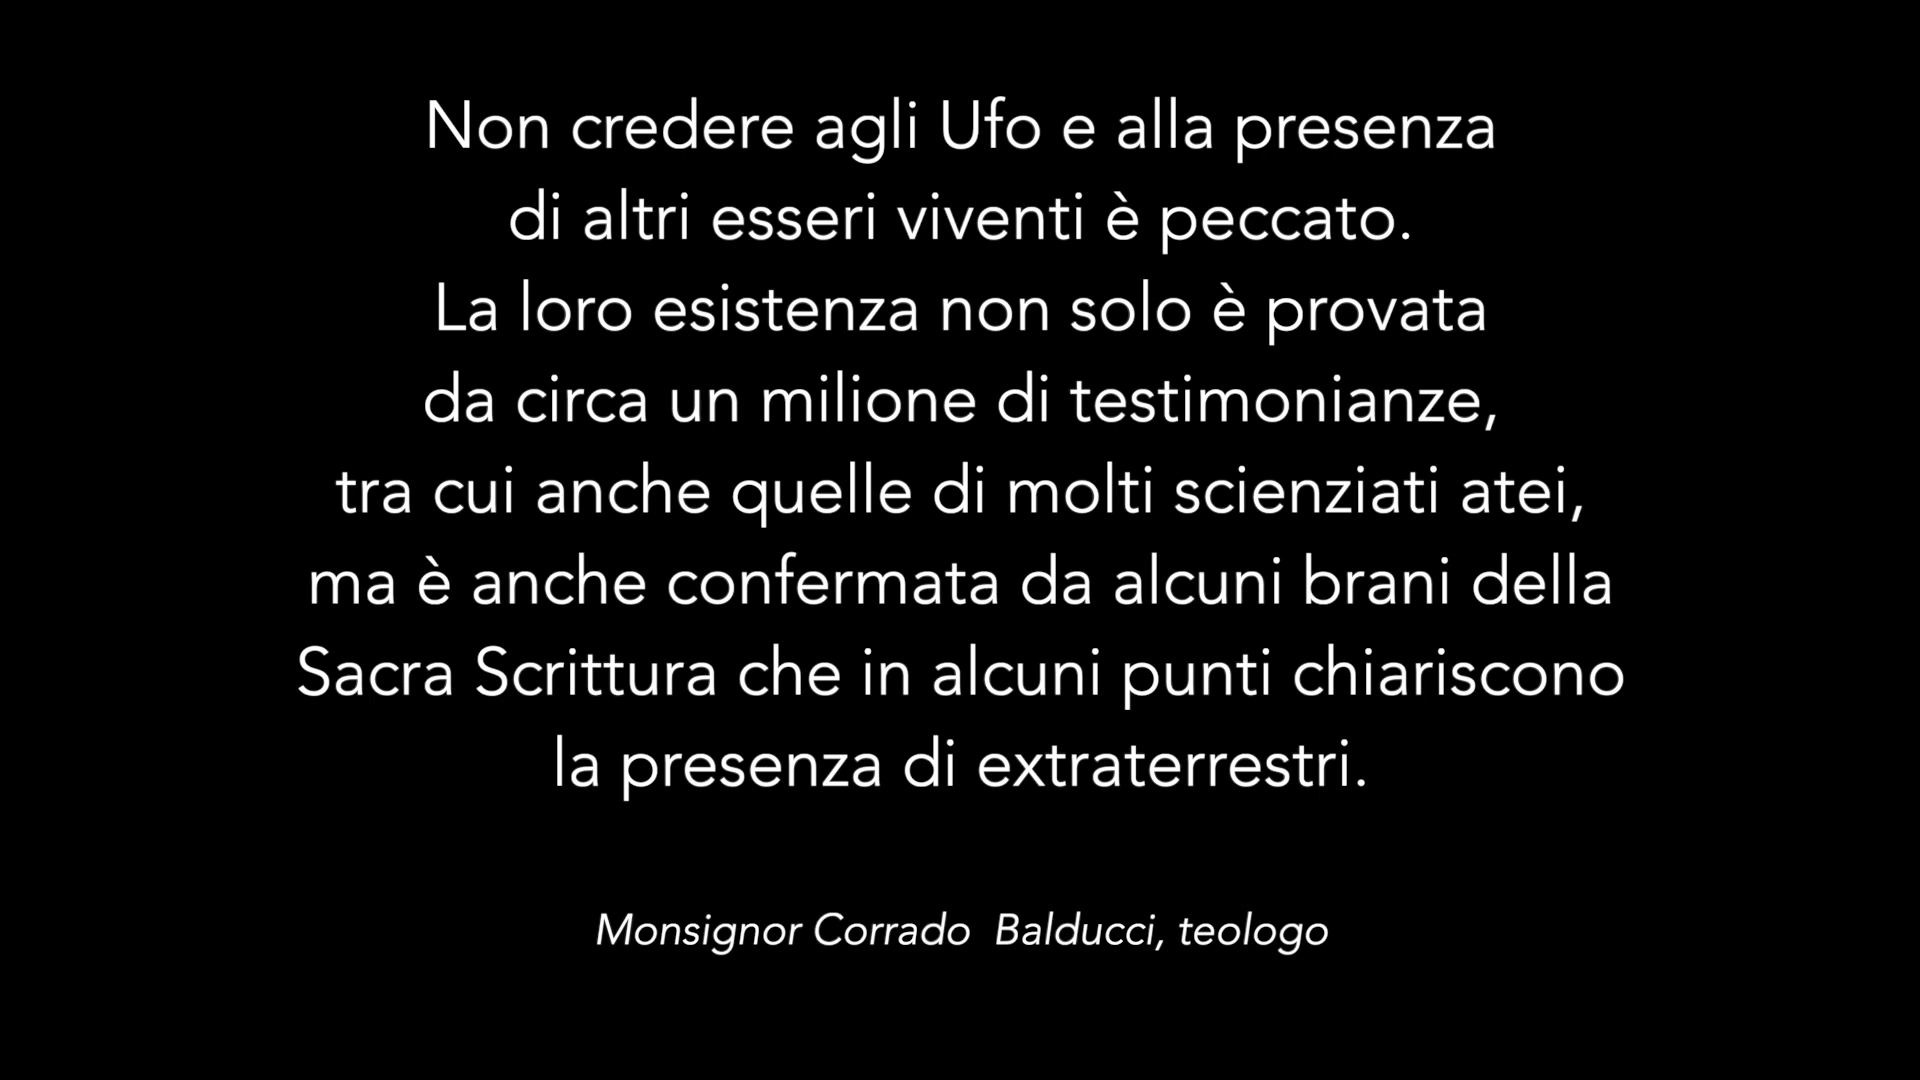 Non credere agli Ufo e alla presenza
di altri esseri viventi è peccato.
La loro esistenza non solo è provata
da circa un milione di testimonianze,
tra cui anche quelle di molti scienziati atei,
ma è anche confermata da alcuni brani della
Sacra Scrittura che in alcuni punti chiariscono
la presenza di extraterrestri.
Monsignor Corrado Balducci, teologo